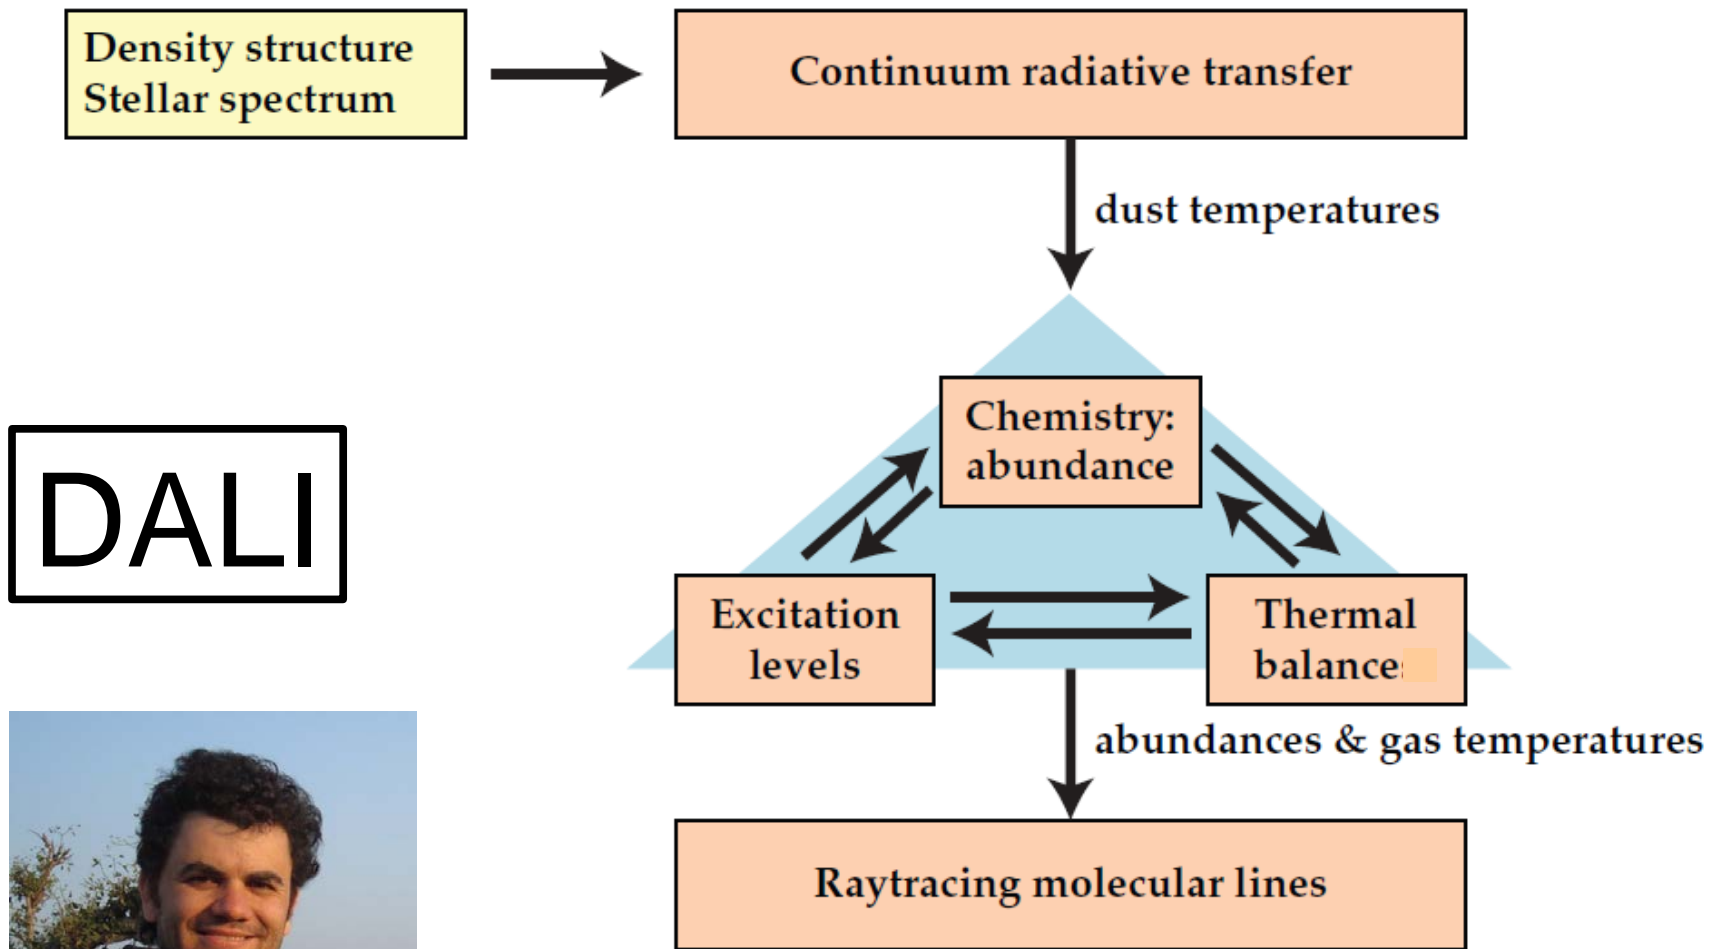 Density structure
Stellar spectrum
Continuum radiative transfer
dust temperatures
Chemistry:
abundance
DALI
Excitation
levels
Thermal
balance
abundances & gas temperatures
Raytracing molecular lines